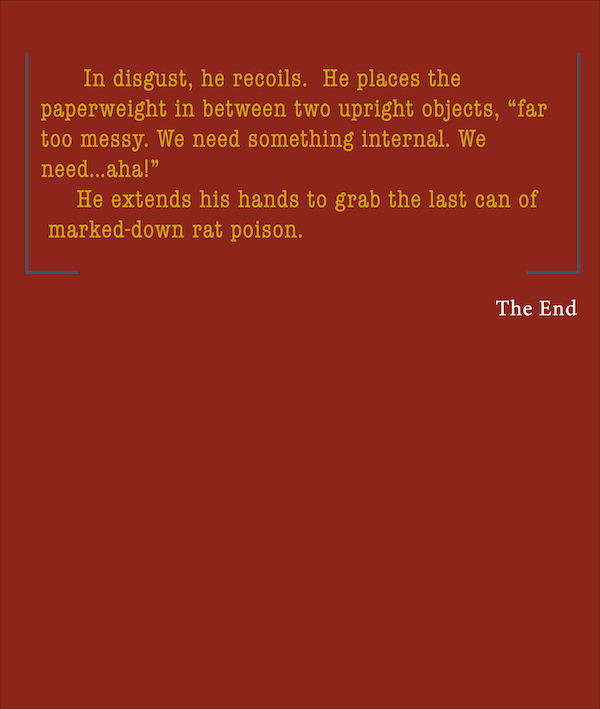 In disgust, he recoils.  He places the
paperweight in between two upright objects, “far
too messy. We need something internal. We
need...aha!”
He extends his hands to grab the last can of
marked-down rat poison.
The End